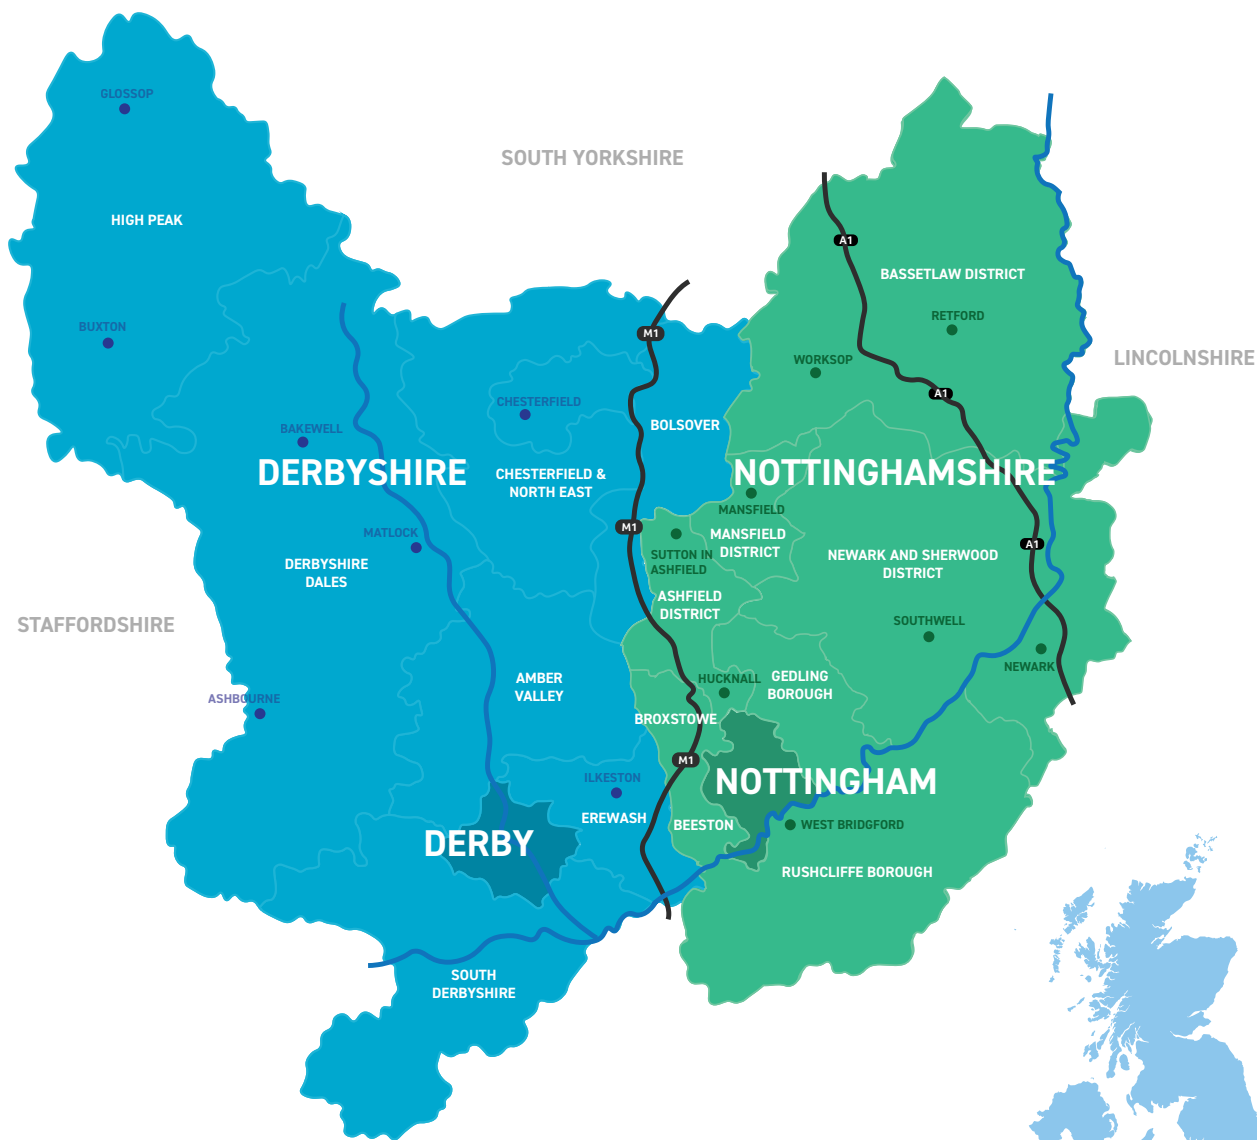 GLOSSOP
SOUTH YORKSHIRE
HIGH PEAK
A1
BASSETLAW DISTRICT
RETFORD
BUXTON
M1
LINCOLNSHIRE
WORKSOP
A1
CHESTERFIELD
BOLSOVER
BAKEWELL
DERBYSHIRE
NOTTINGHAMSHIRE
CHESTERFIELD &
NORTH EAST
MANSFIELD
M1
MATLOCK
MANSFIELD
DISTRICT
A1
SUTTON IN
ASHFIELD
NEWARK AND SHERWOOD
DISTRICT
DERBYSHIRE
DALES
ASHFIELD
DISTRICT
STAFFORDSHIRE
SOUTHWELL
NEWARK
AMBER
VALLEY
HUCKNALL
GEDLING
BOROUGH
ASHBOURNE
BROXSTOWE
M1
ILKESTON
NOTTINGHAM
EREWASH
BEESTON
WEST BRIDGFORD
DERBY
RUSHCLIFFE BOROUGH
SOUTH
DERBYSHIRE